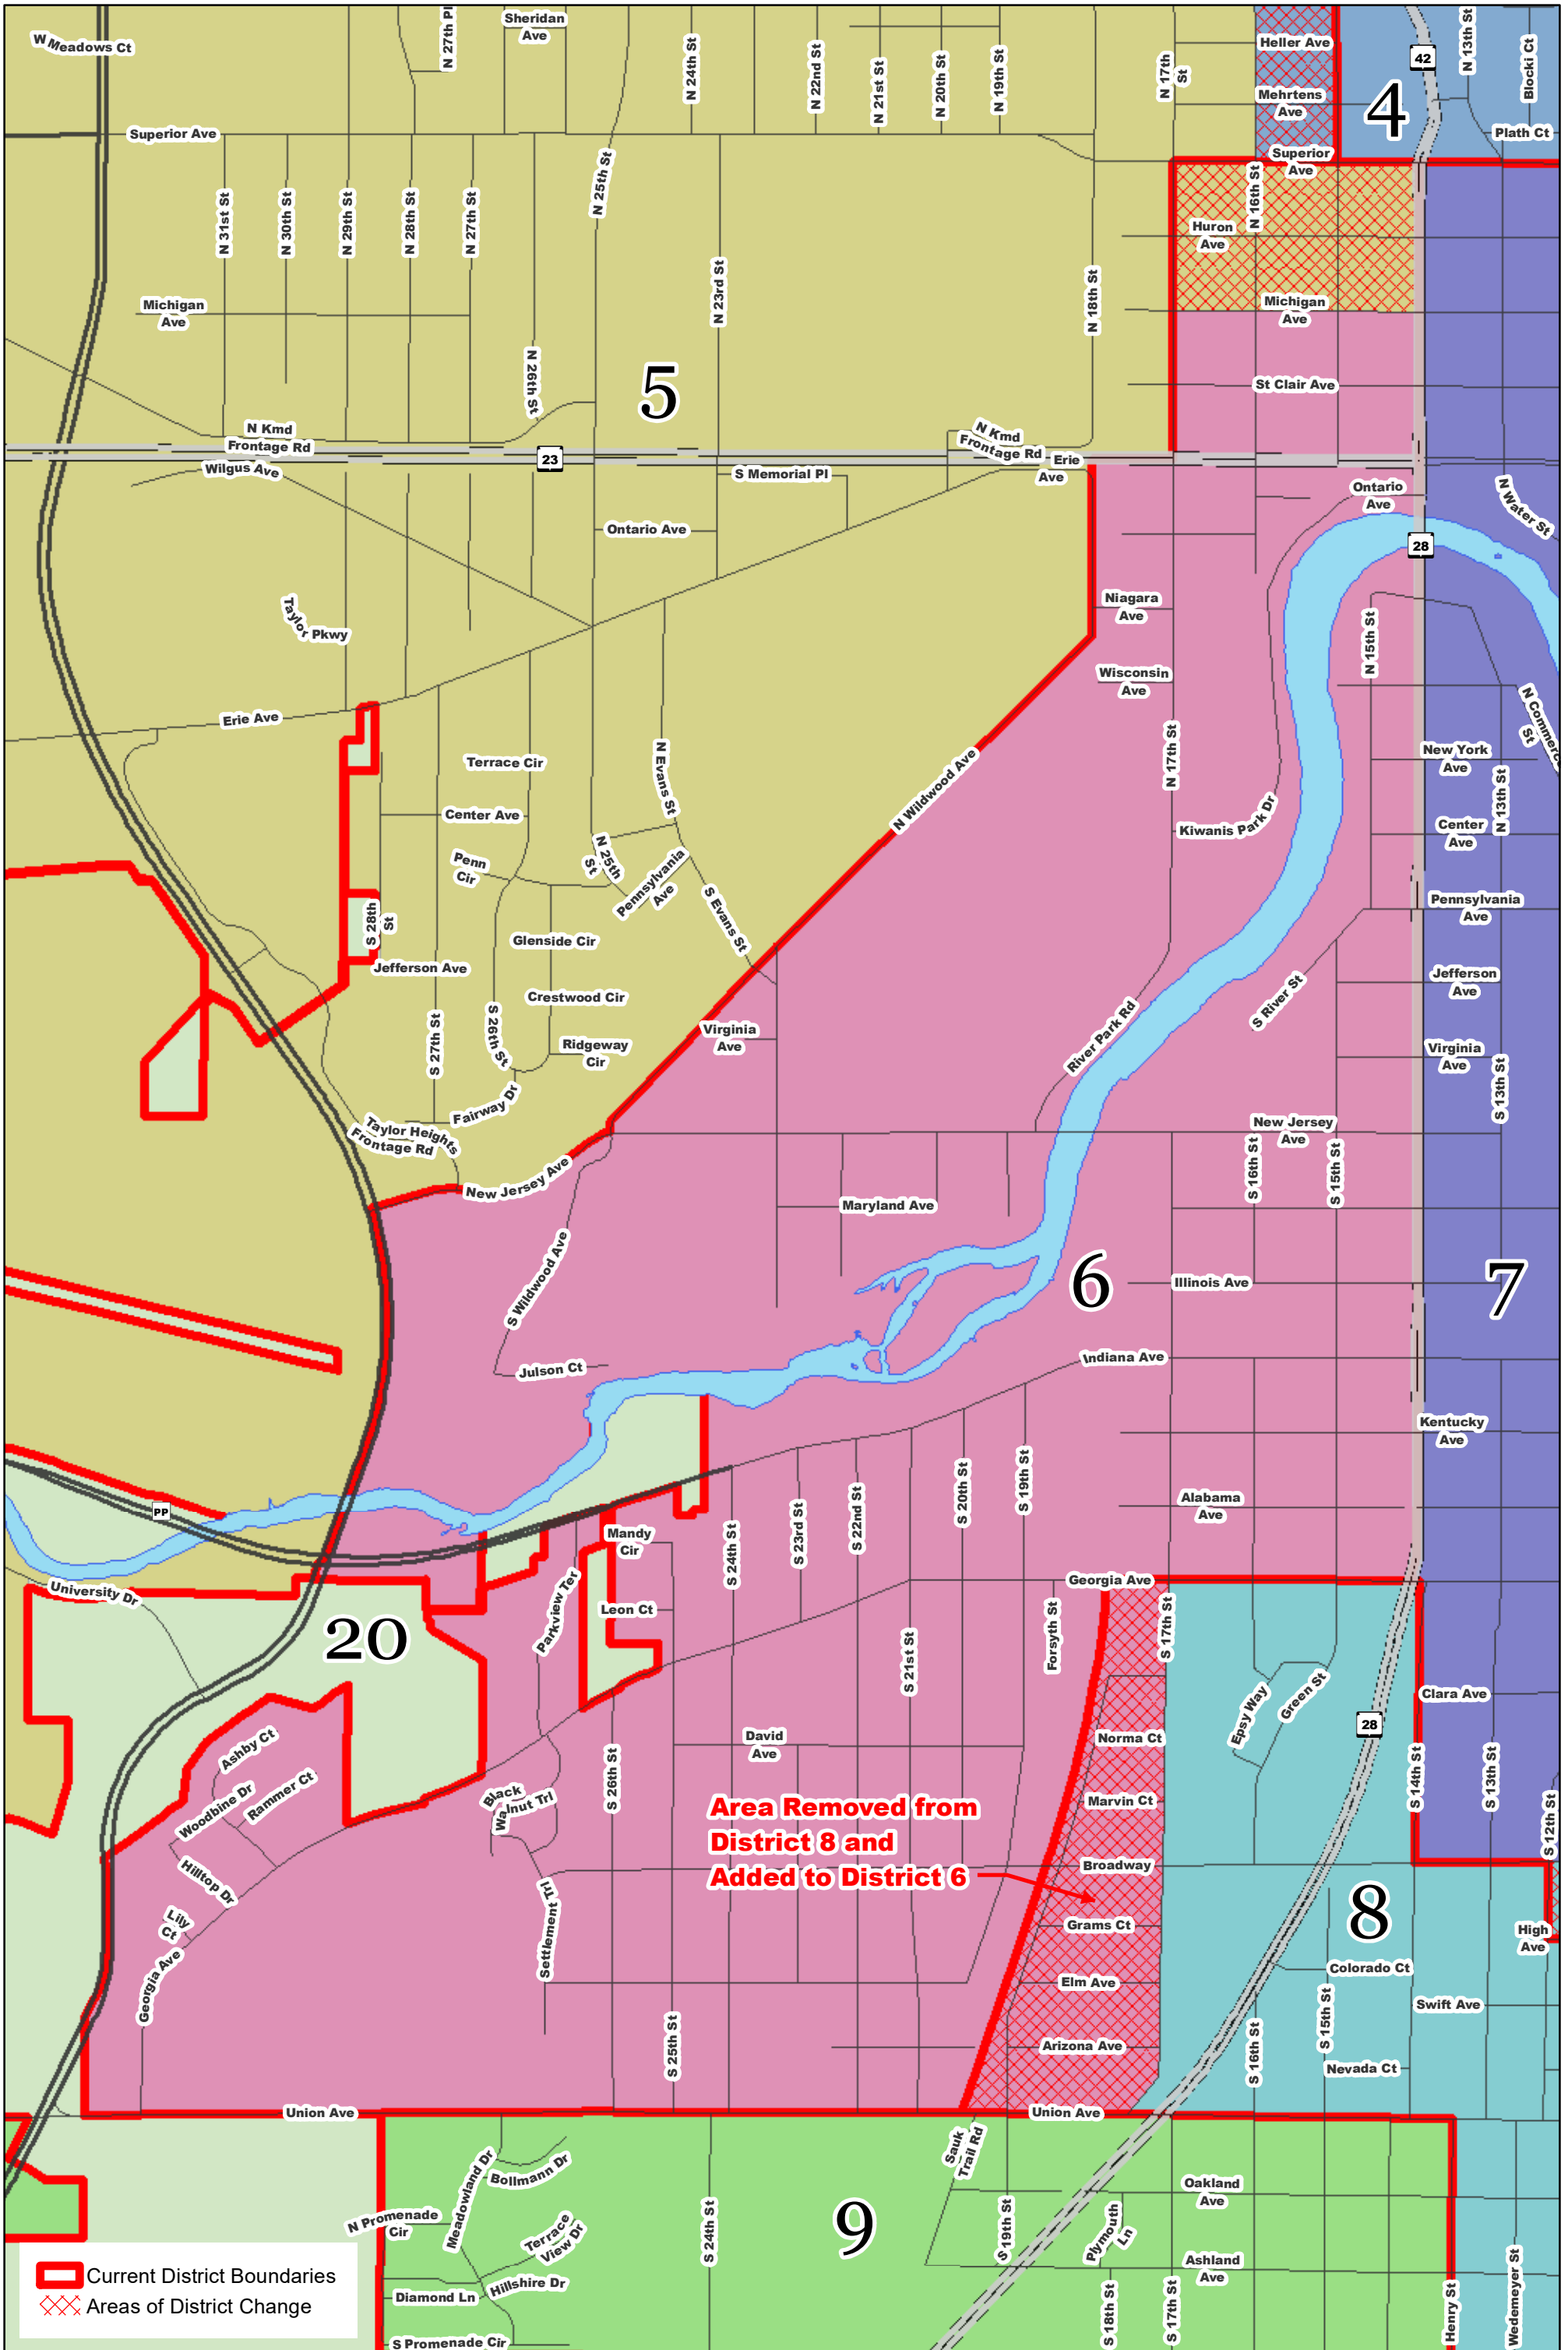 W Meadows Ct
N 27th Pl
Sheridan
Ave
N 24th St
N 22nd St
N 21st St
N 20th St
N 19th St
N 17th
St
Heller Ave
Mehrtens
Ave
42
4
N 13th St
Blocki Ct
Plath Ct
Superior Ave
Superior
Ave
N 31st St
N 30th St
N 29th St
N 28th St
N 27th St
N 25th St
N 16th St
Huron
Ave
Michigan
Ave
N 23rd St
N 18th St
Michigan
Ave
N 26th St
5
St Clair Ave
N Kmd
Frontage Rd
23
N Kmd
Frontage Rd
Erie
Ave
Wilgus Ave
S Memorial Pl
Ontario
Ave
N Water St
Ontario Ave
28
Taylor Pkwy
Niagara
Ave
N 15th St
Wisconsin
Ave
Erie Ave
N Commerce
St
Terrace Cir
N Evans St
N 17th St
New York
Ave
N Wildwood Ave
N 13th St
Center Ave
Kiwanis Park Dr
Center
Ave
Penn
Cir
N 25th
St
Pennsylvania
Ave
S Evans St
Pennsylvania
Ave
S 28th
St
Glenside Cir
Jefferson Ave
Jefferson
Ave
Crestwood Cir
S River St
S 27th St
S 26th St
Ridgeway
Cir
Virginia
Ave
River Park Rd
Virginia
Ave
S 13th St
Fairway Dr
Taylor Heights
Frontage Rd
New Jersey
Ave
New Jersey Ave
S 16th St
S 15th St
Maryland Ave
S Wildwood Ave
6
Illinois Ave
7
Julson Ct
Indiana Ave
Kentucky
Ave
PP
S 24th St
S 23rd St
S 22nd St
S 20th St
S 19th St
Alabama
Ave
Mandy
Cir
University Dr
Georgia Ave
20
Parkview Ter
Leon Ct
Forsyth St
S 17th St
S 21st St
Epsy Way
Green St
Clara Ave
28
Ashby Ct
David
Ave
Norma Ct
S 26th St
S 14th St
S 13th St
Woodbine Dr
Rammer Ct
Black
Walnut Trl
Marvin Ct
S 12th St
Area Removed from
District 8 and
Added to District 6
Broadway
Hilltop Dr
8
Lily
Ct
Settlement Trl
Grams Ct
High
Ave
Georgia Ave
Elm Ave
Colorado Ct
Swift Ave
S 25th St
Arizona Ave
S 16th St
S 15th St
Nevada Ct
Union Ave
Union Ave
Sauk
Trail Rd
Meadowland Dr
Bollmann Dr
Oakland
Ave
N Promenade
Cir
Terrace
View Dr
S 24th St
9
S 19th St
Plymouth
Ln
Ashland
Ave
Diamond Ln
Hillshire Dr
S 18th St
S 17th St
Henry St
Wedemeyer St
S Promenade Cir
Current District Boundaries
Areas of District Change